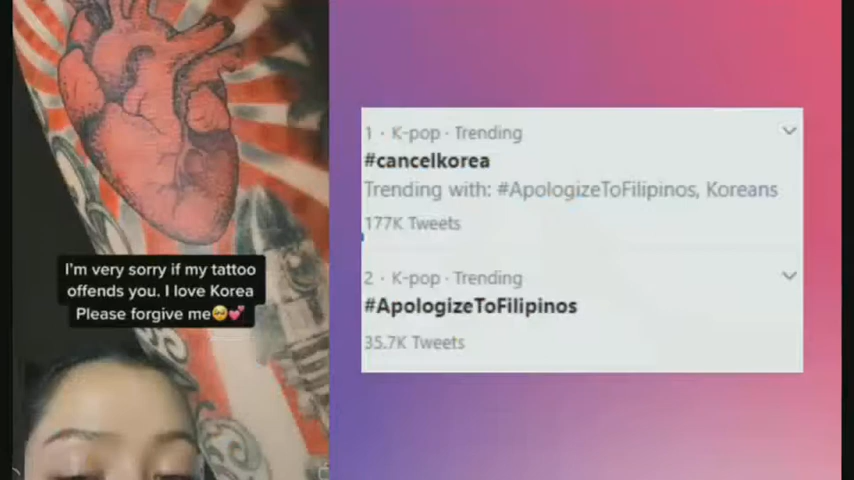 I'm very sorry if my tattoo
offends you. I love Korea
Please forgive me🥺💕
1 · K-pop · Trending
#cancelkorea
Trending with: #ApologizeToFilipinos, Koreans
177K Tweets
2 · K-pop · Trending
#ApologizeToFilipinos
35.7K Tweets